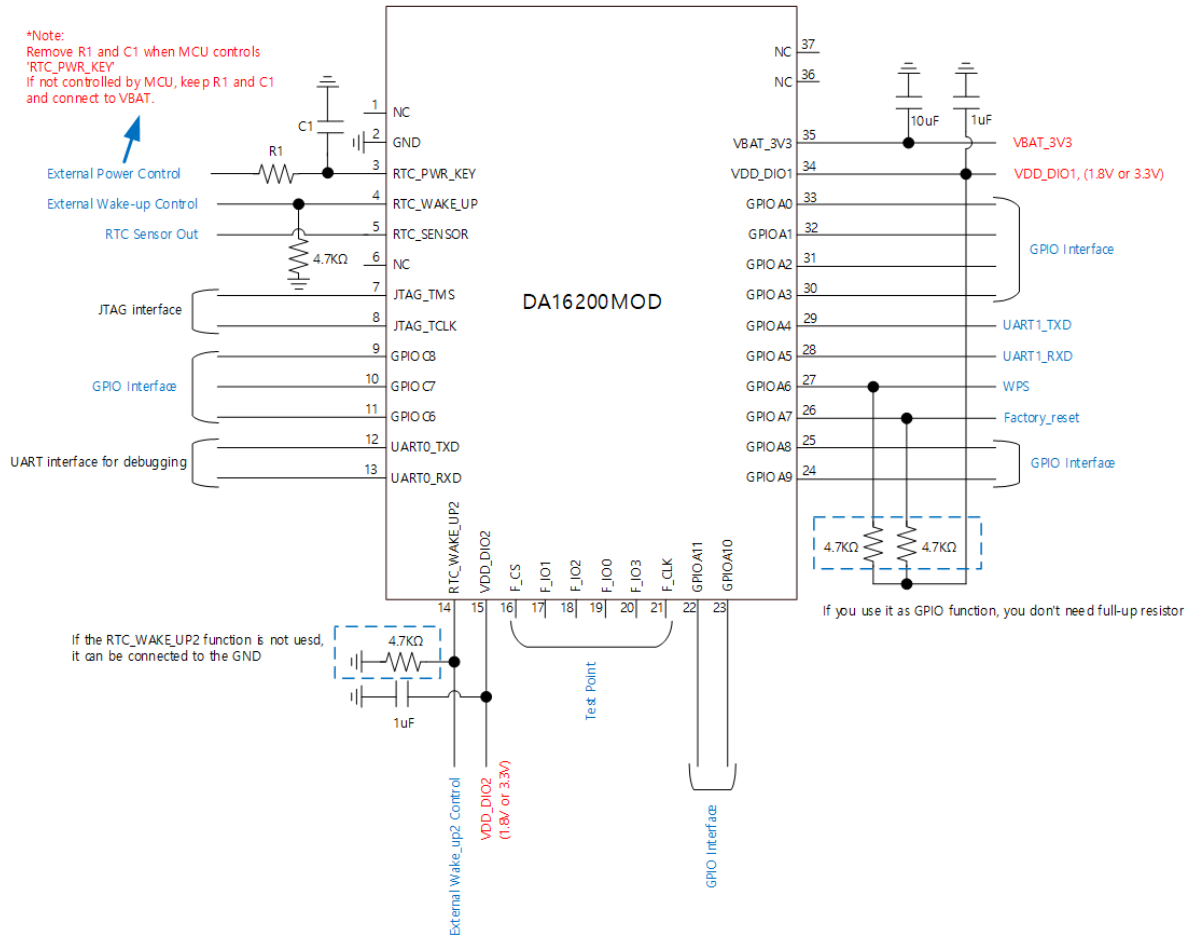 *Note:
Remove R1 and C1 when MCU controls
'RTC_PWR_KEY'
If not controlled by MCU, keep R1 and C1
and connect to VBAT.
C1
R1
External Power Control
External Wake-up Control
RTC Sensor Out
4.7KΩ
JTAG interface
GPIO Interface
UART interface for debugging
1 NC
2 GND
3 RTC_PWR_KEY
4 RTC_WAKE_UP
5 RTC_SENSOR
6 NC
7 JTAG_TMS
8 JTAG_TCLK
9 GPIOC8
10 GPIOC7
11 GPIOC6
12 UART0_TXD
13 UART0_RXD
DA16200MOD
NC 37
NC 36
VBAT_3V3 35
VDD_DIO1 34
GPIOA0 33
GPIOA1 32
GPIOA2 31
GPIOA3 30
GPIOA4 29
GPIOA5 28
GPIOA6 27
GPIOA7 26
GPIOA8 25
GPIOA9 24
10uF
1uF
VBAT_3V3
VDD_DIO1, (1.8V or 3.3V)
GPIO Interface
UART1_TXD
UART1_RXD
WPS
Factory_reset
GPIO Interface
4.7KΩ
4.7KΩ
If you use it as GPIO function, you don't need full-up resistor
RTC_WAKE_UP2
VDD_DIO2
F_CS
F_IO1
F_IO2
F_IO0
F_IO3
F_CLK
GPIOA11
GPIOA10
14
15
16
17
18
19
20
21
22
23
If the RTC_WAKE_UP2 function is not uesd,
it can be connected to the GND
4.7KΩ
1uF
Test Point
External Wake_up2 Control
VDD_DIO2
(1.8V or 3.3V)
GPIO Interface